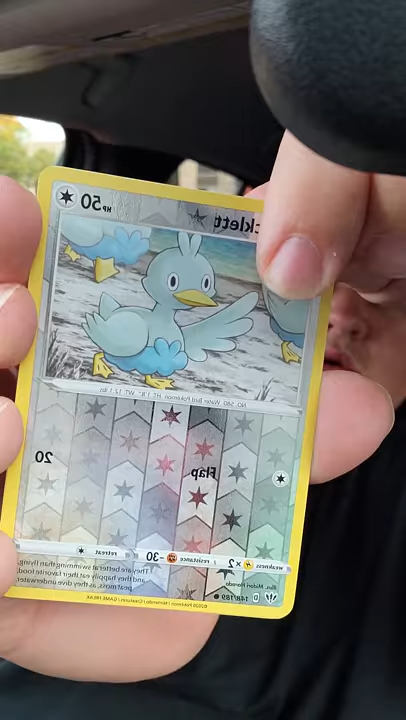 cklett HP 50
NO. 580 Water Bird Pokémon HT. 1'8" WT. 12.1 lbs.
Flap 20
weakness ×2 resistance -30 retreat
Illus. Midori Harada
They are better at swimming than flying,
and they happily eat their favorite food,
peat moss, as they dive underwater.
D 148/189
©2020 Pokémon / Nintendo / Creatures / GAME FREAK